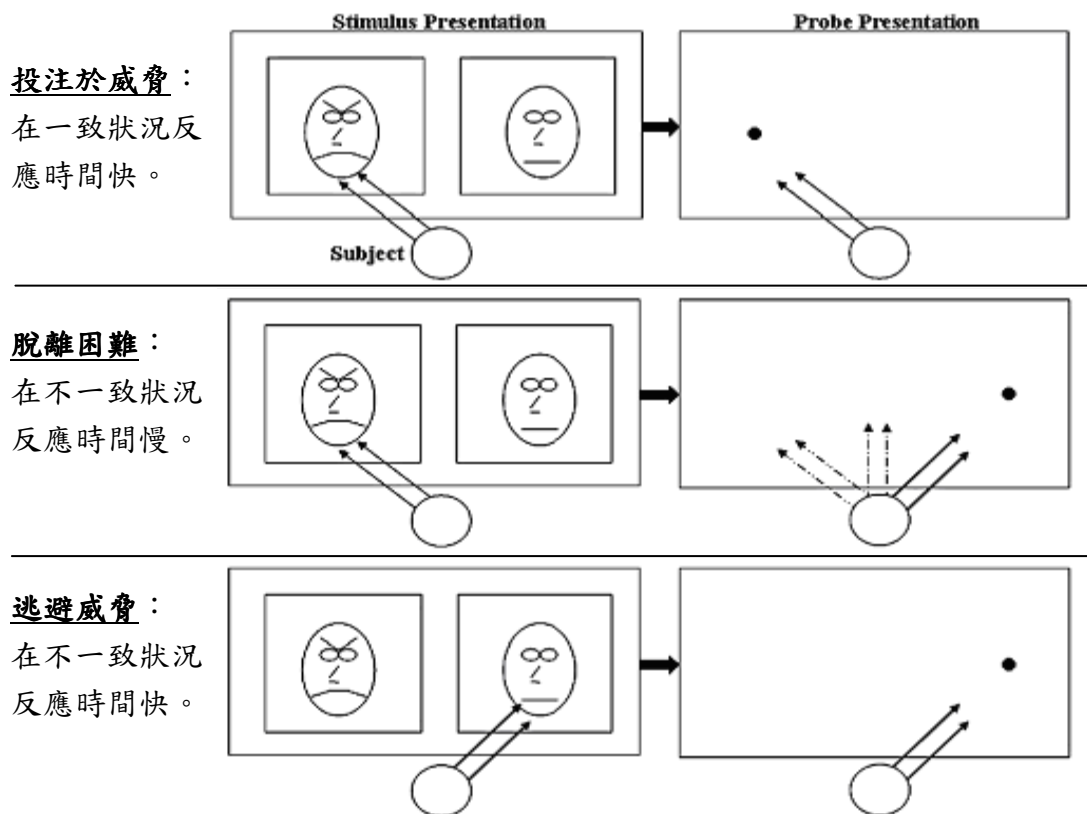 Stimulus Presentation
Probe Presentation
投注於威脅：
在一致狀況反
應時間快。
Subject
脫離困難：
在不一致狀況
反應時間慢。
逃避威脅：
在不一致狀況
反應時間快。